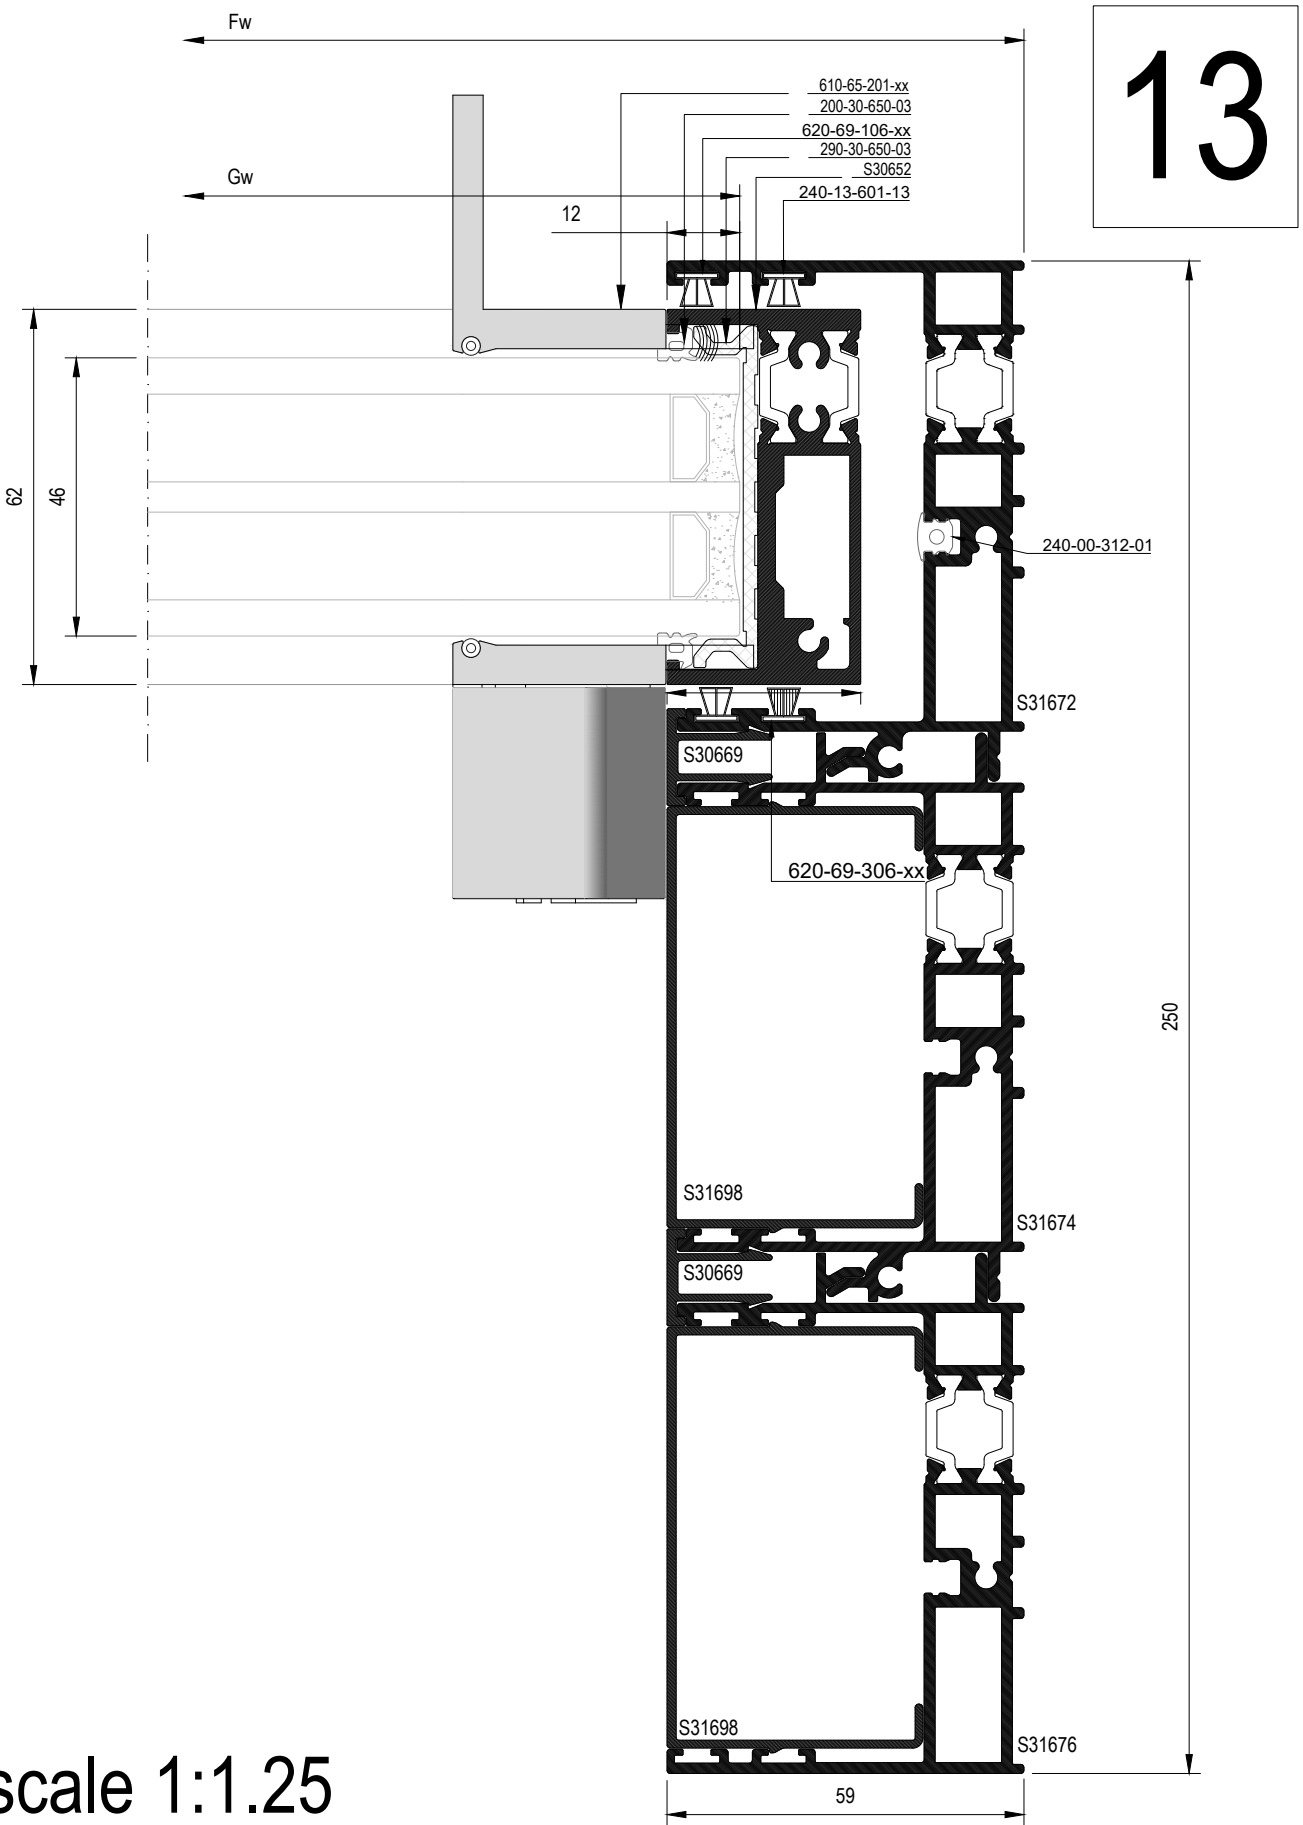 Fw
13
610-65-201-xx
200-30-650-03
620-69-106-xx
290-30-650-03
S30652
240-13-601-13
Gw
12
62
46
240-00-312-01
S31672
S30669
620-69-306-xx
250
S31698
S31674
S30669
S31698
S31676
scale 1:1.25
59